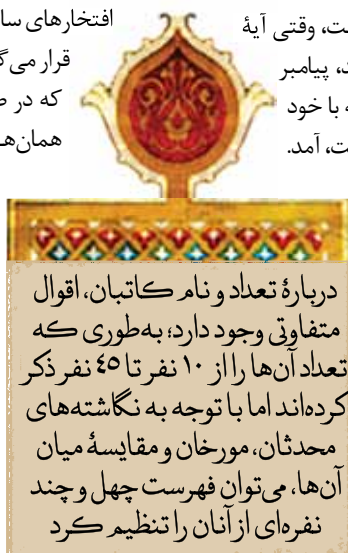 ست، وقتی آیهٔ
د، پیامبر
ه با خود
ت، آمد.
افتخارهای سا
قرار می‌گ
که در ص
همان‌ه
دربارهٔ تعداد و نام کاتبان، اقوال
متفاوتی وجود دارد؛ به‌طوری که
تعداد آن‌ها را از ۱۰ نفر تا ٤٥ نفر ذکر
کرده‌اند اما با توجه به نگاشته‌های
محدثان، مورخان و مقایسهٔ میان
آن‌ها، می‌توان فهرست چهل و چند
نفره‌ای از آنان را تنظیم کرد